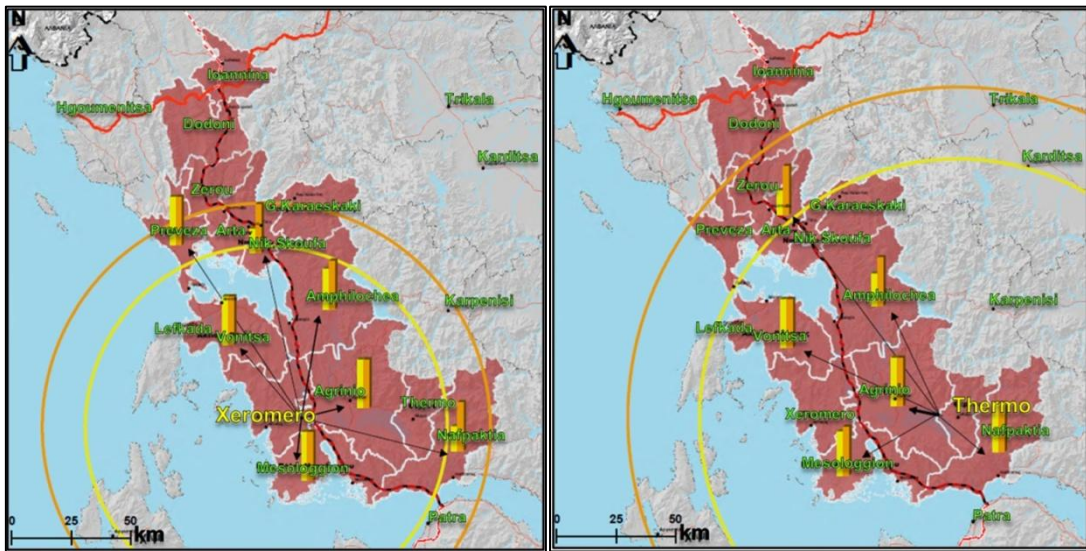 N
ΑΛΒΑΝΙΑ
Ioannina
Hgoumenitsa
Trikala
Dodoni
Karditsa
Zerou
G.Karaeskaki
Preveza
Arta
Nik.Skoufa
Amphilochea
Karpenisi
Lefkada
Vonitsa
Agrinio
Thermo
Xeromero
Nafpaktia
Mesologgion
Patra
0
25
50
km
N
ΑΛΒΑΝΙΑ
Ioannina
Hgoumenitsa
Trikala
Dodoni
Karditsa
Zerou
G.Karaeskaki
Preveza
Arta
Nik.Skoufa
Amphilochea
Karpenisi
Lefkada
Vonitsa
Agrinio
Thermo
Xeromero
Nafpaktia
Mesologgion
Patra
0
25
50
km